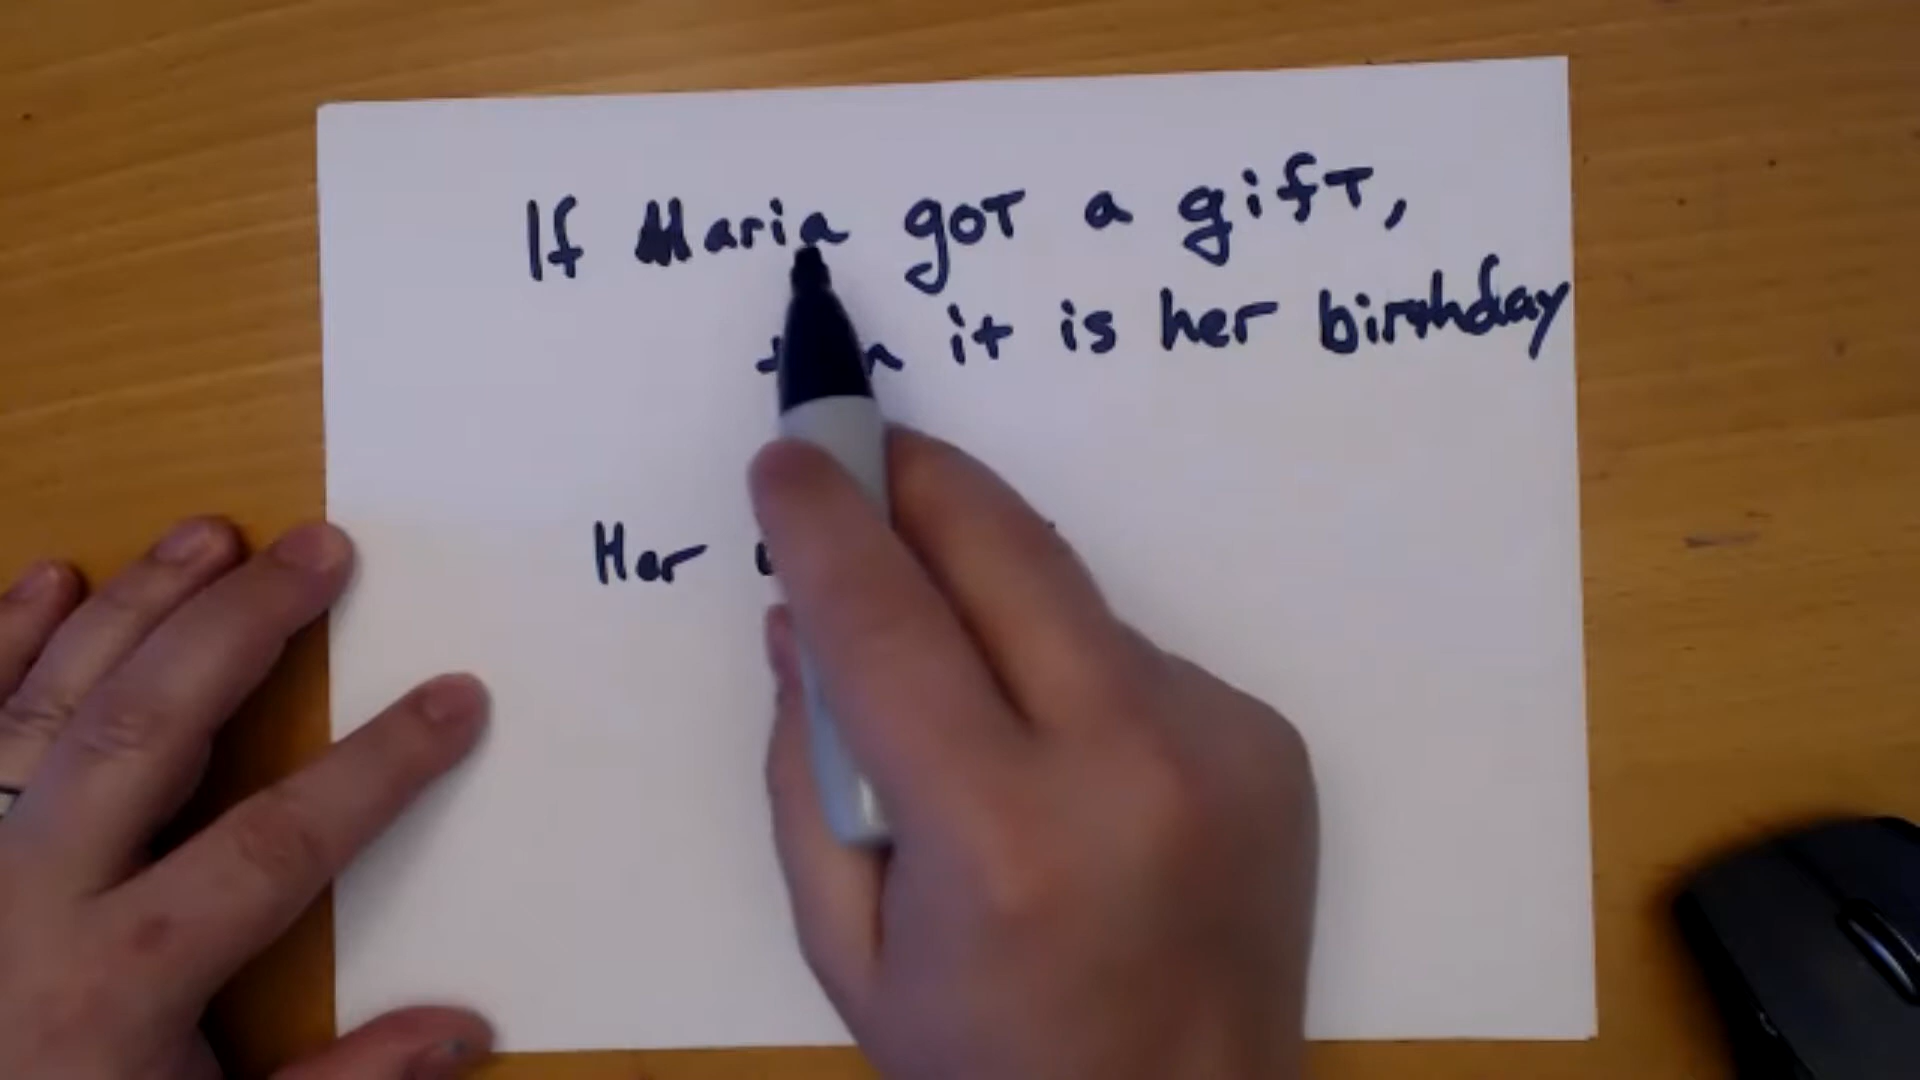 If Maria got a gift,
it is her birthday
Her